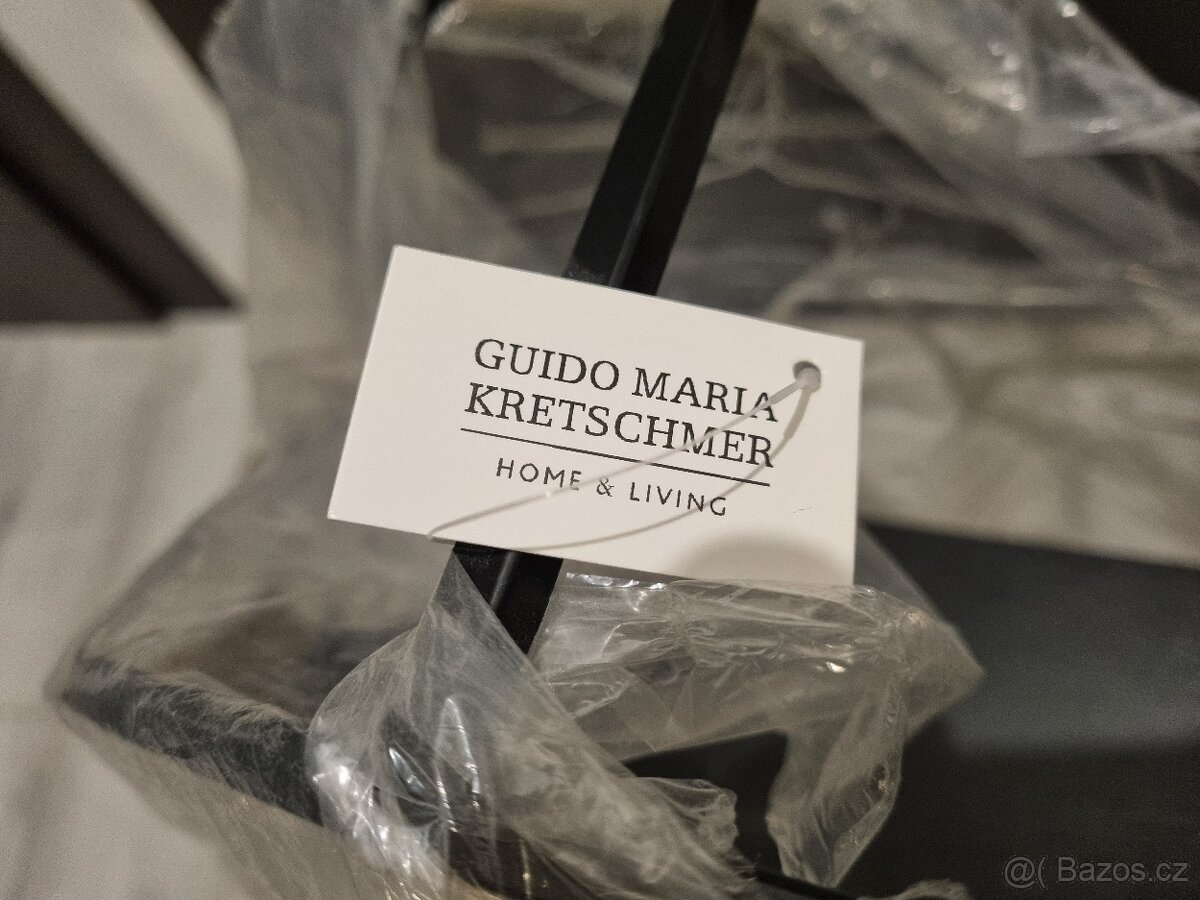 GUIDO MARIA
KRETSCHMER
HOME & LIVING
@( Bazos.cz